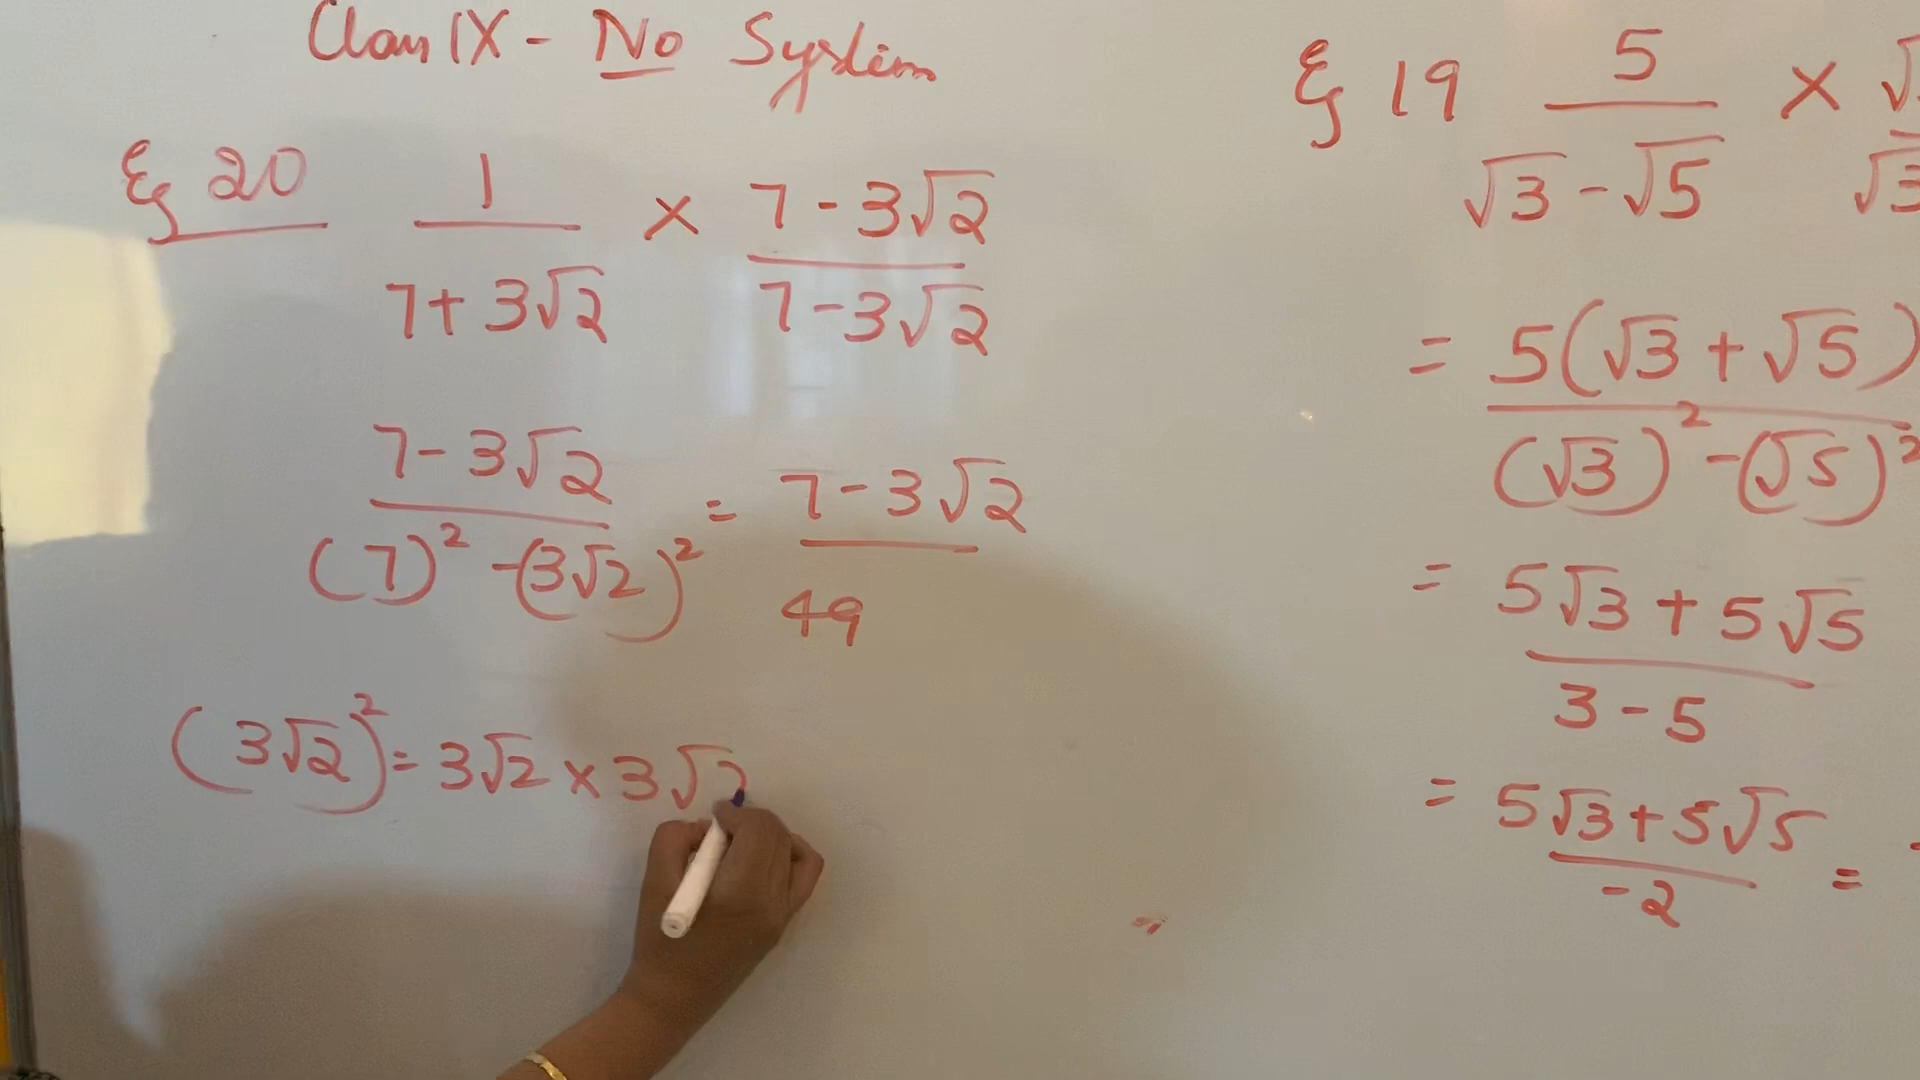 Class IX - No System
Eg 20 1/(7+3√2) × (7-3√2)/(7-3√2)
(7-3√2)/((7)² -(3√2)²) = (7-3√2)/49
(3√2)² = 3√2 × 3√2
Eg 19 5/(√3-√5) × √/√3
= 5(√3+√5)/((√3)² -(√5)²)
= (5√3+5√5)/(3-5)
= (5√3+5√5)/-2 =